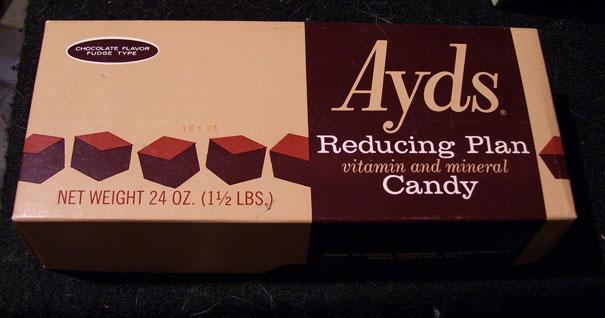 CHOCOLATE FLAVOR
FUDGE TYPE
Ayds®
Reducing Plan
vitamin and mineral
Candy
NET WEIGHT 24 OZ. (1½ LBS.)